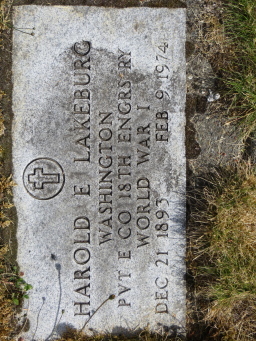 HAROLD E LAKEBURG
WASHINGTON
PVT E CO 18TH ENGRS RY
WORLD WAR I
DEC 21 1893 FEB 9 1974